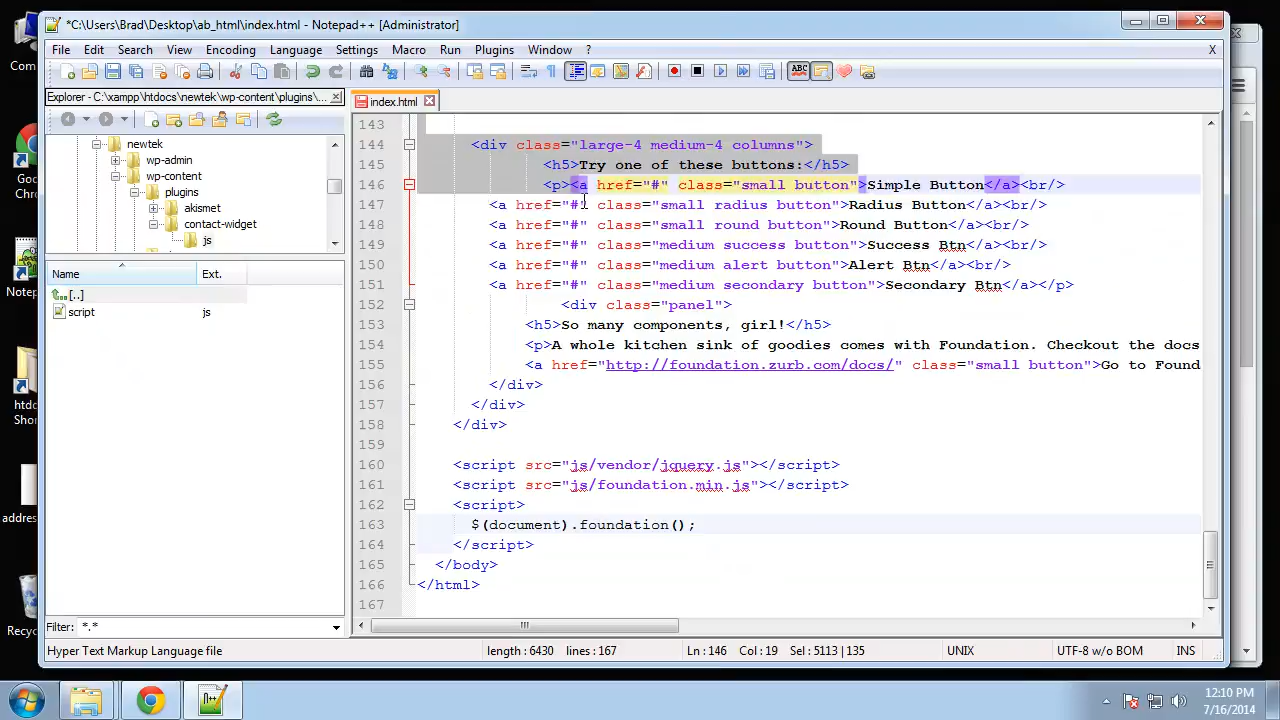 *C:\Users\Brad\Desktop\ab_html\index.html - Notepad++ [Administrator]
File Edit Search View Encoding Language Settings Macro Run Plugins Window ? X
Explorer - C:\xampp\htdocs\newtek\wp-content\plugins\...
index.html
newtek
wp-admin
wp-content
plugins
akismet
contact-widget
js
Name Ext.
[..]
script js
Filter: *.*
143
144 <div class="large-4 medium-4 columns">
145 <h5>Try one of these buttons:</h5>
146 <p><a href="#" class="small button">Simple Button</a><br/>
147 <a href="#" class="small radius button">Radius Button</a><br/>
148 <a href="#" class="small round button">Round Button</a><br/>
149 <a href="#" class="medium success button">Success Btn</a><br/>
150 <a href="#" class="medium alert button">Alert Btn</a><br/>
151 <a href="#" class="medium secondary button">Secondary Btn</a></p>
152 <div class="panel">
153 <h5>So many components, girl!</h5>
154 <p>A whole kitchen sink of goodies comes with Foundation. Checkout the docs
155 <a href="http://foundation.zurb.com/docs/" class="small button">Go to Found
156 </div>
157 </div>
158 </div>
159
160 <script src="js/vendor/jquery.js"></script>
161 <script src="js/foundation.min.js"></script>
162 <script>
163 $(document).foundation();
164 </script>
165 </body>
166 </html>
167
Hyper Text Markup Language file length : 6430 lines : 167 Ln : 146 Col : 19 Sel : 5113 | 135 UNIX UTF-8 w/o BOM INS
Com
Notep
htdo
Shor
addres
Recyc
12:10 PM
7/16/2014